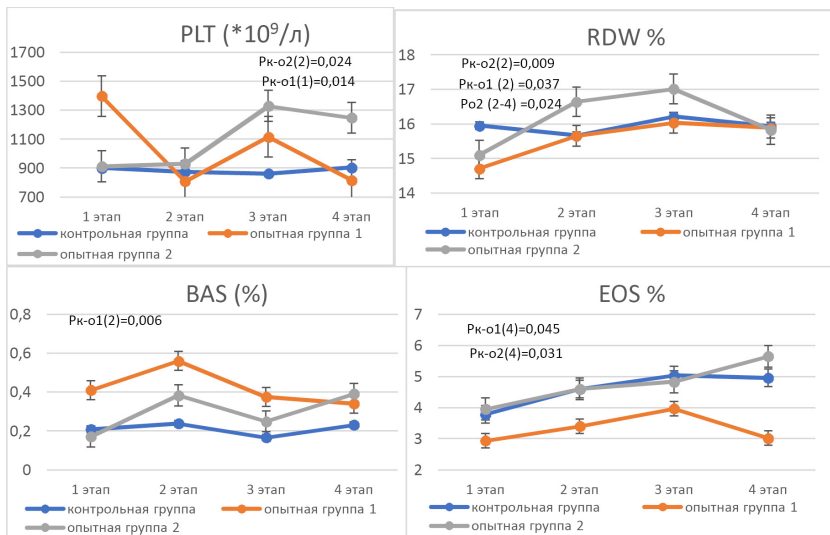 PLT (*10⁹/л)
Рк-о2(2)=0,024
Рк-о1(1)=0,014
1700
1500
1300
1100
900
700
1 этап
2 этап
3 этап
4 этап
контрольная группа
опытная группа 1
опытная группа 2
RDW %
Рк-о2(2)=0,009
Рк-о1 (2) =0,037
Ро2 (2-4) =0,024
18
17
16
15
14
1 этап
2 этап
3 этап
4 этап
контрольная группа
опытная группа 1
опытная группа 2
BAS (%)
Рк-о1(2)=0,006
0,8
0,6
0,4
0,2
0
1 этап
2 этап
3 этап
4 этап
контрольная группа
опытная группа 1
опытная группа 2
EOS %
Рк-о1(4)=0,045
Рк-о2(4)=0,031
7
6
5
4
3
2
1 этап
2 этап
3 этап
4 этап
контрольная группа
опытная группа 1
опытная группа 2